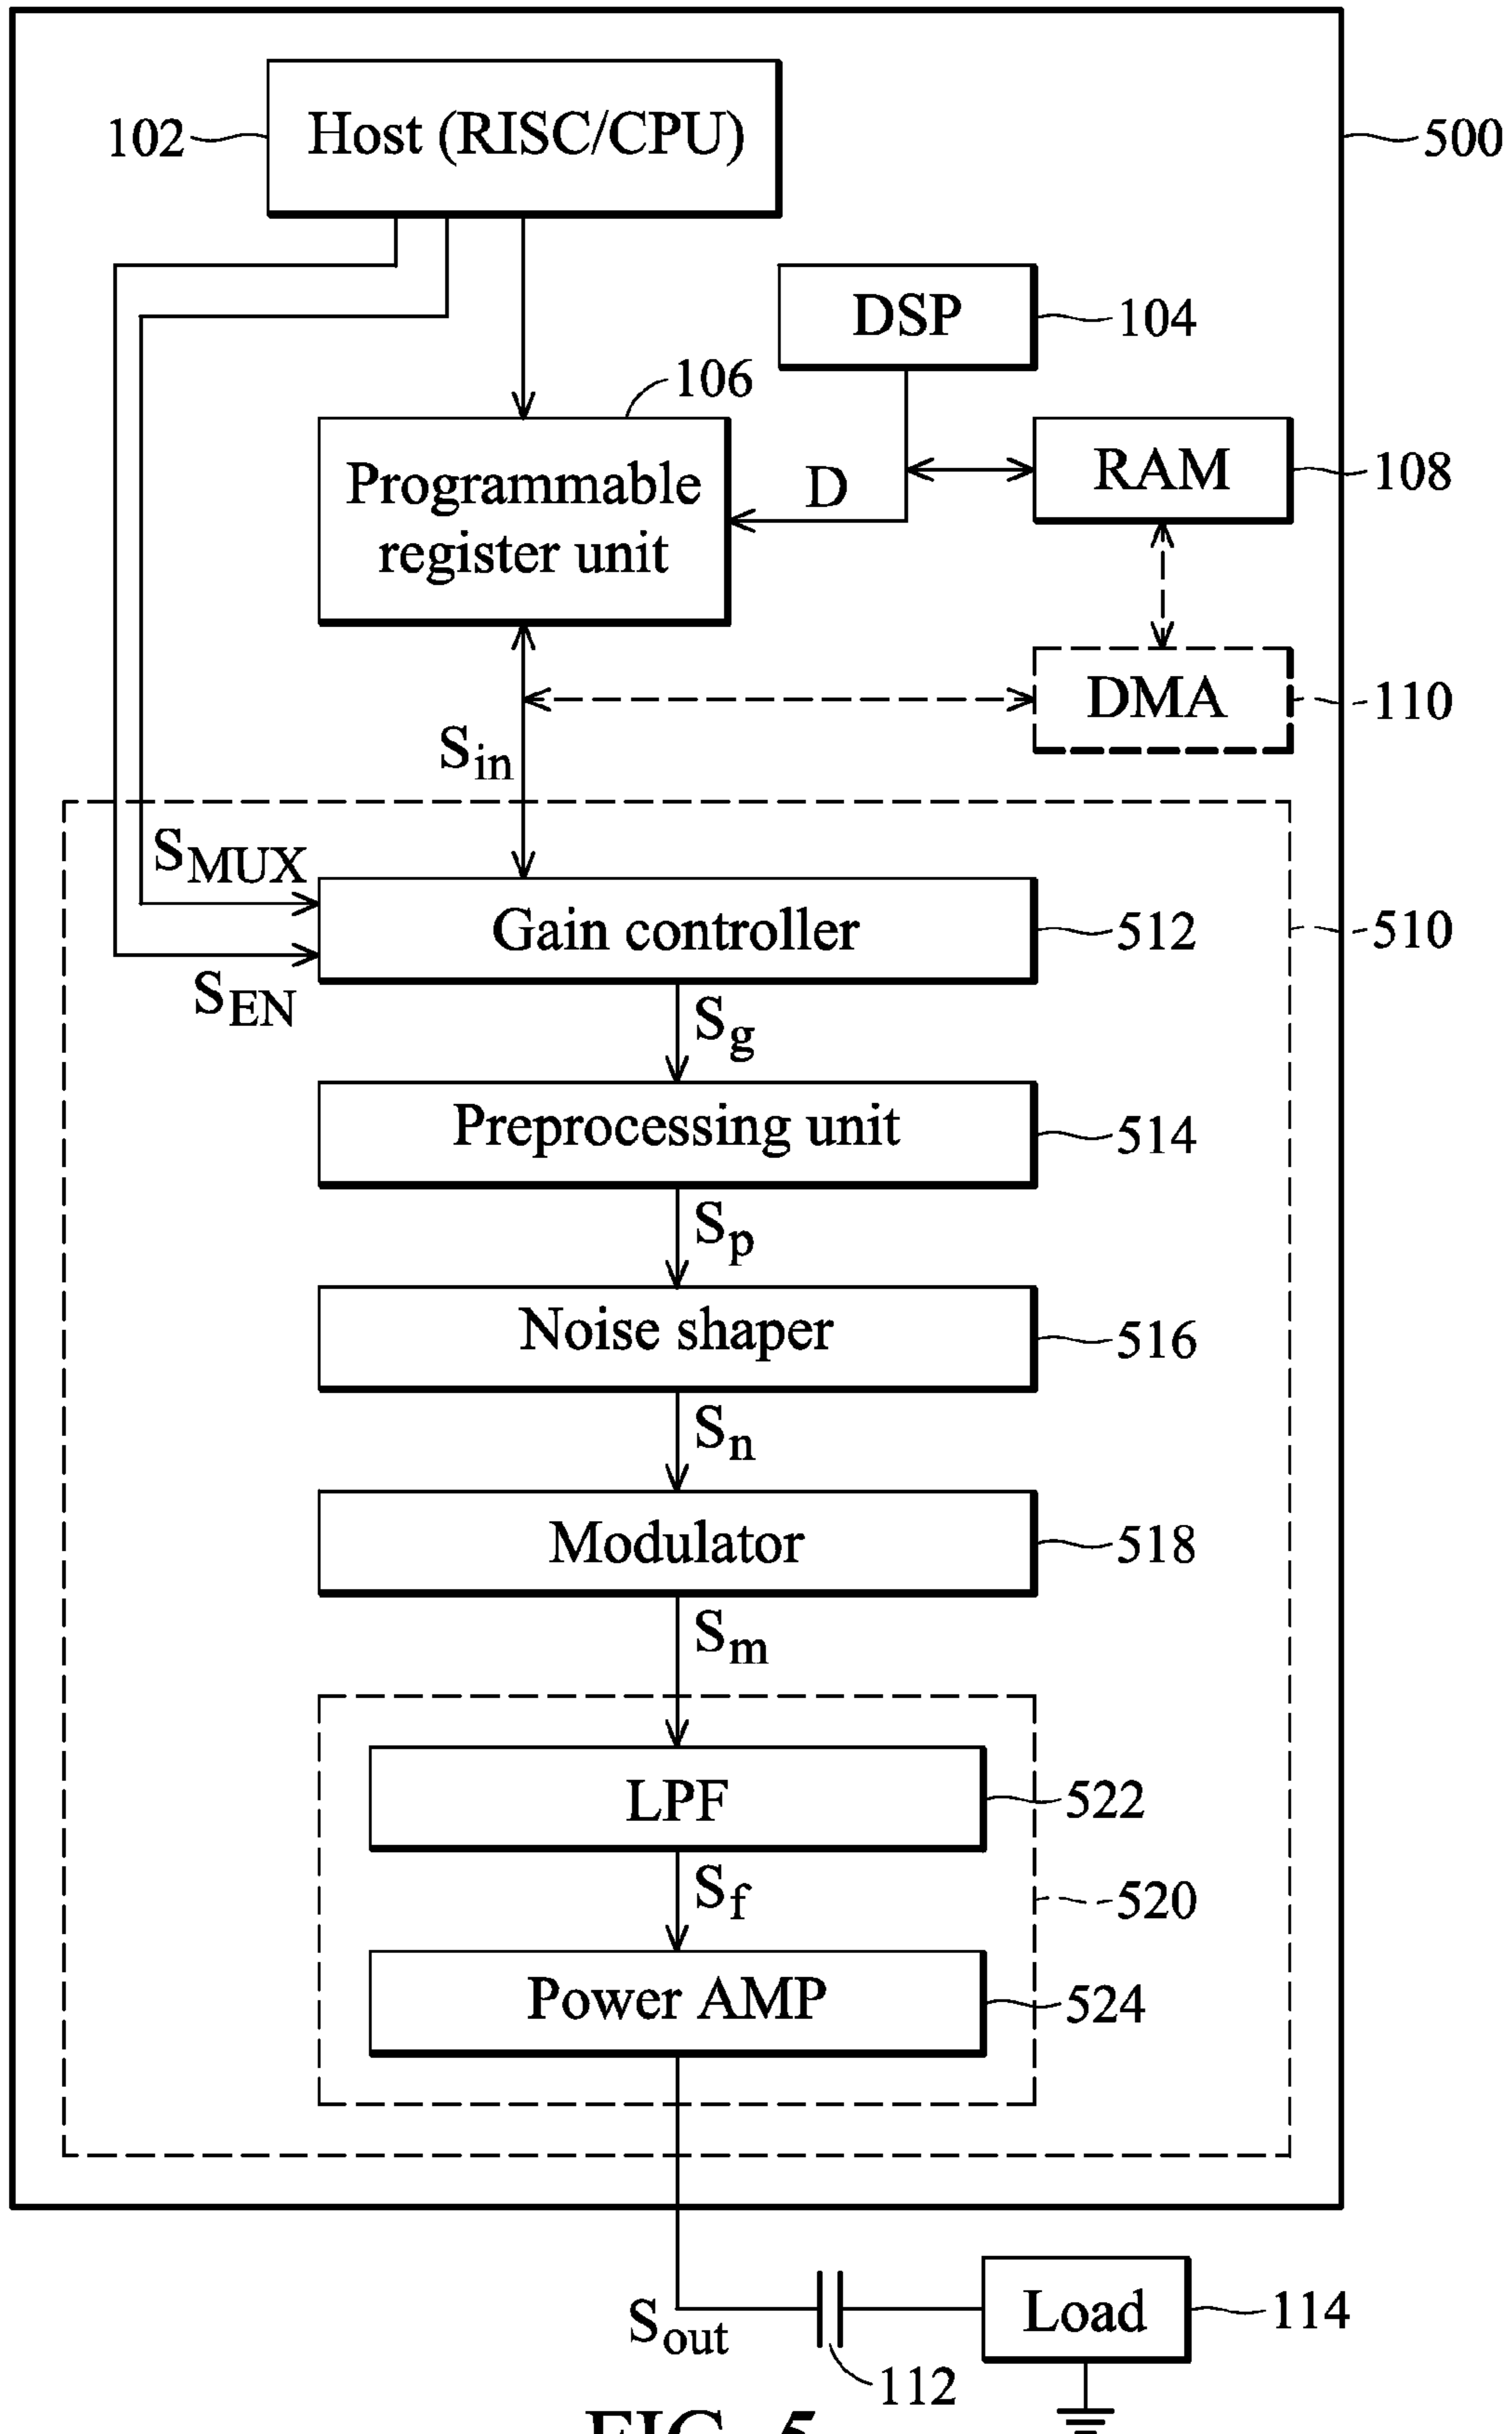 Host (RISC/CPU)
102
500
DSP
104
106
Programmable
register unit
D
RAM
108
DMA
110
Sin
SMUX
SEN
Gain controller
512
510
Sg
Preprocessing unit
514
Sp
Noise shaper
516
Sn
Modulator
518
Sm
LPF
522
Sf
520
Power AMP
524
Sout
112
Load
114
FIG. 5